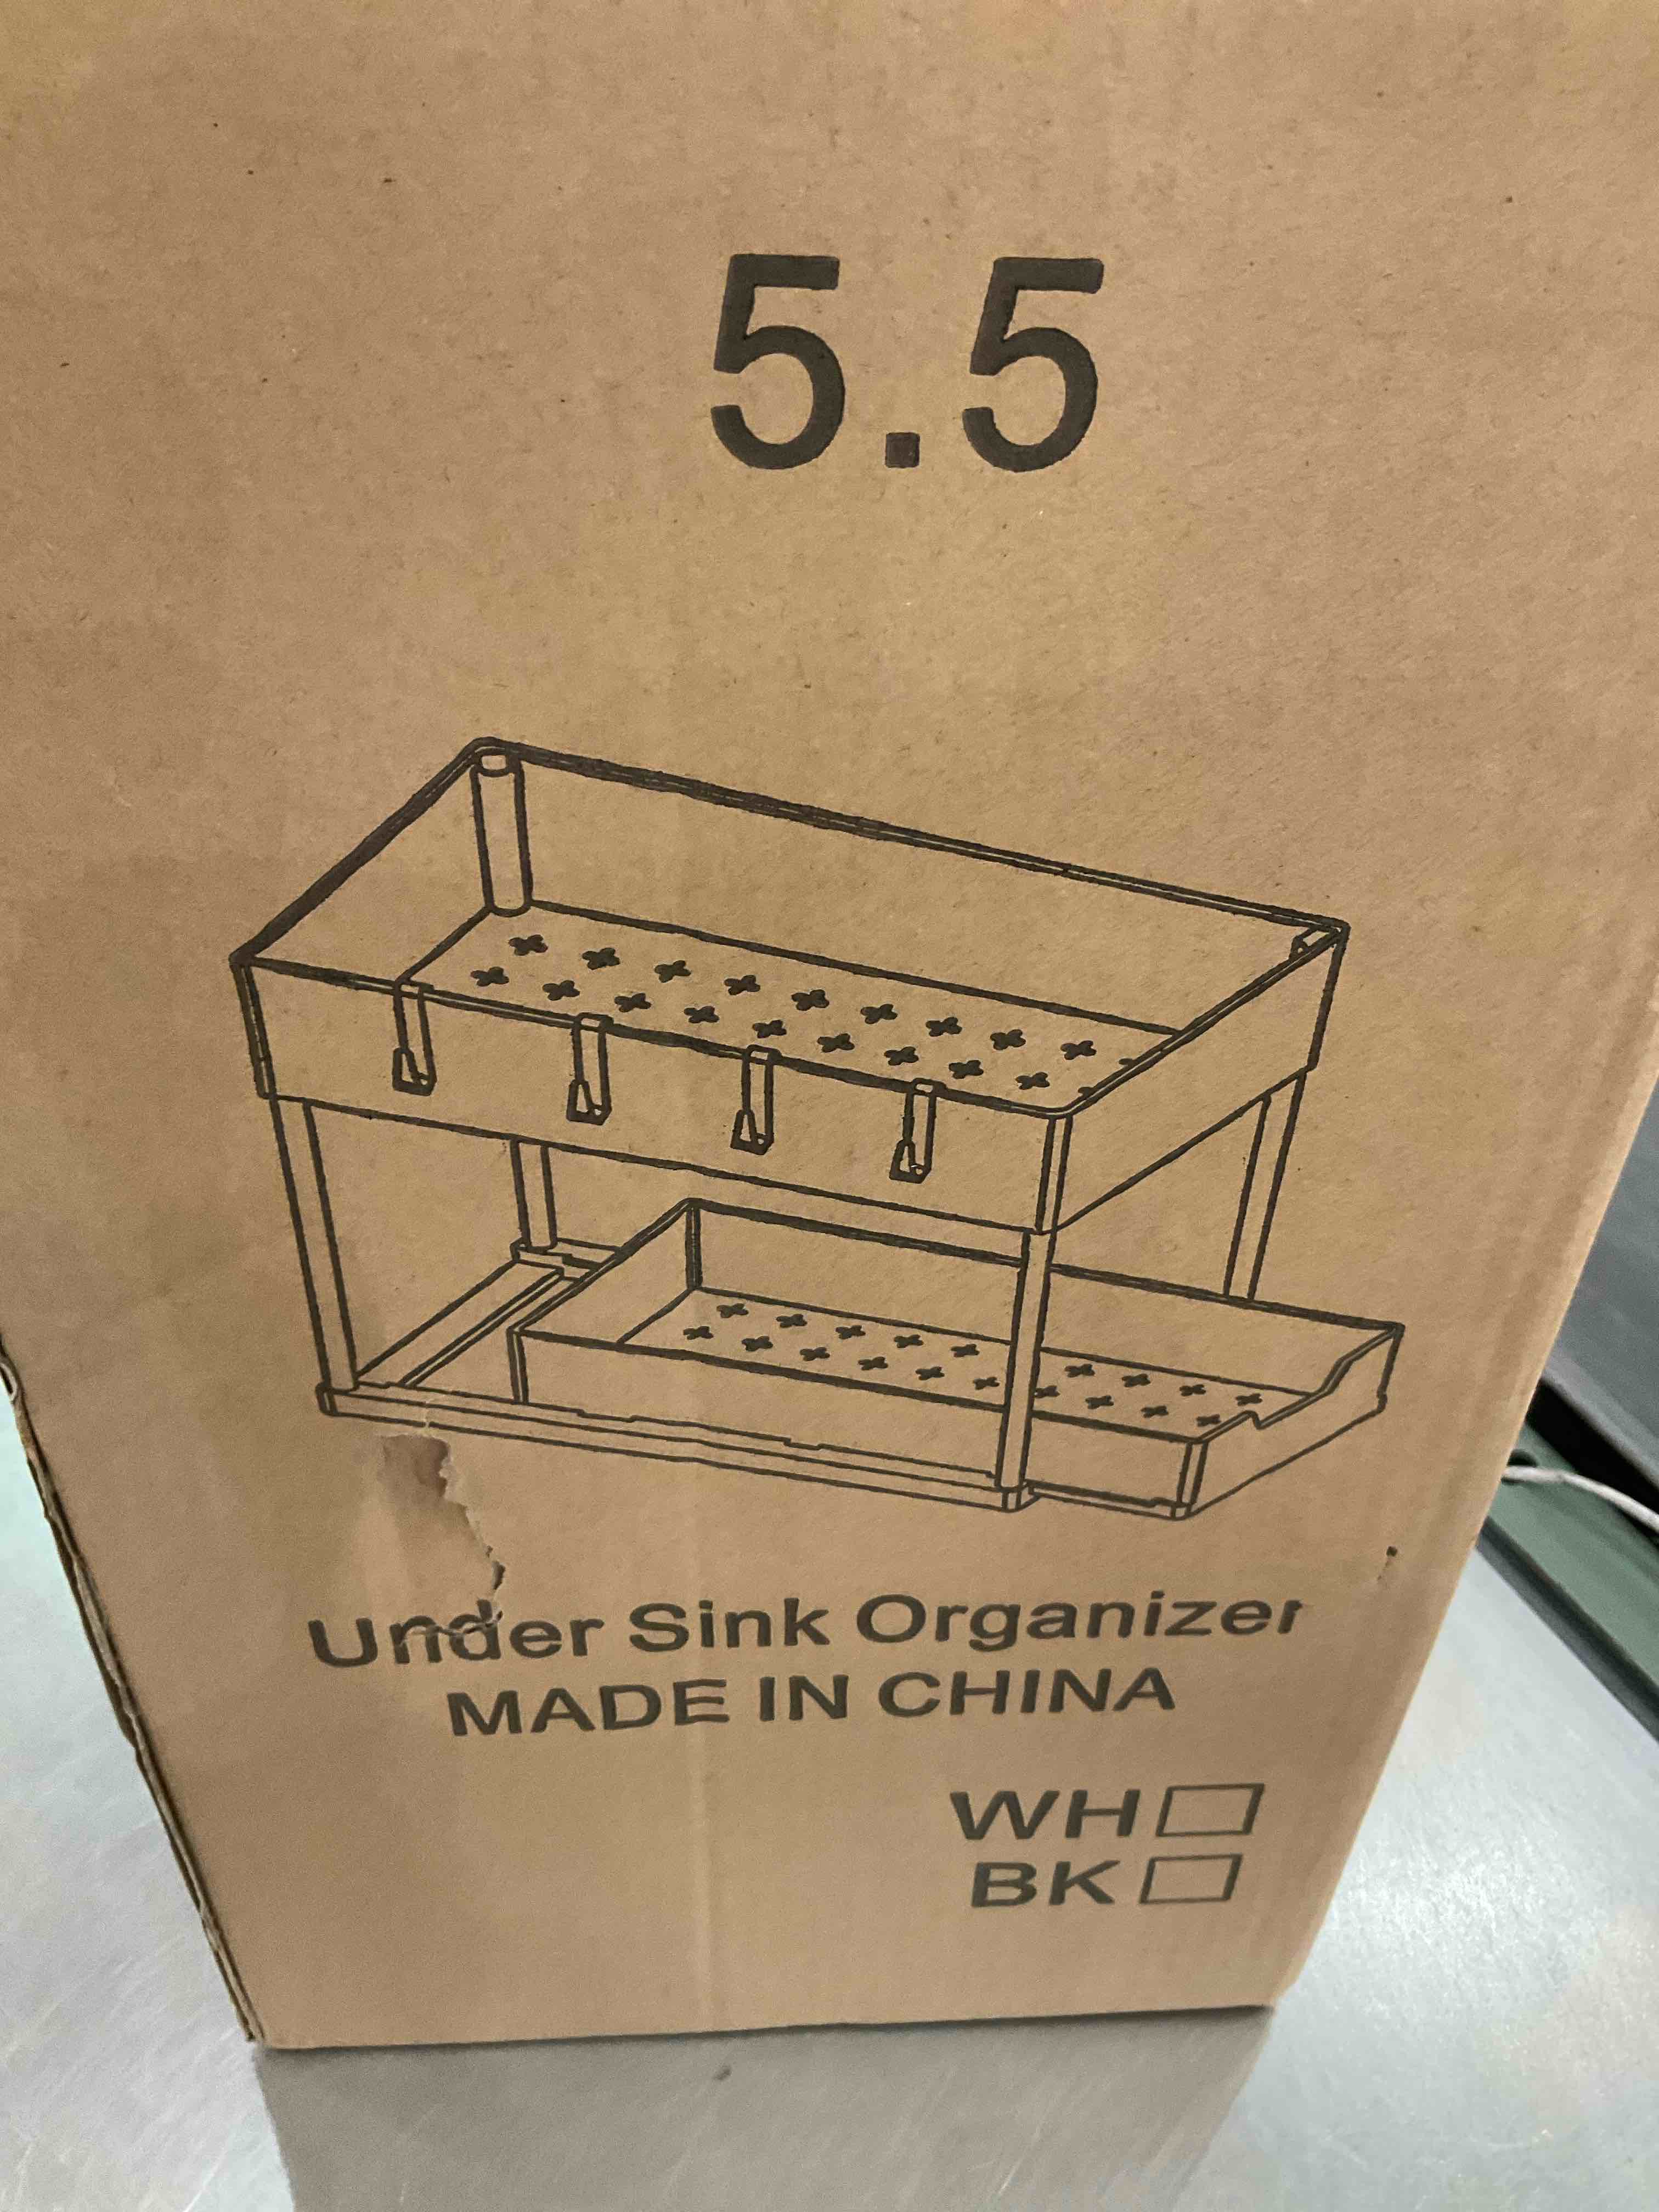 5.5
Under Sink Organizer
MADE IN CHINA
WH
BK